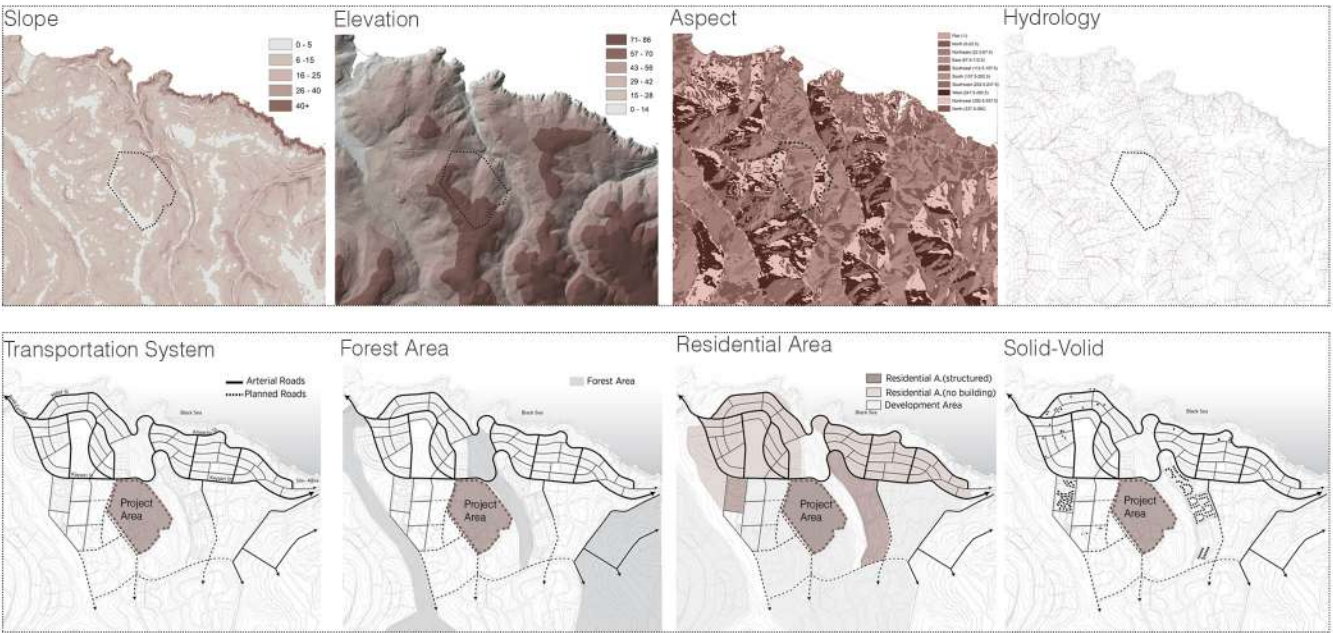 Slope
0 - 5
6 -15
16 - 25
26 - 40
40+
Elevation
71- 86
57 - 70
43 - 56
29 - 42
15 - 28
0 - 14
Aspect
Hydrology
Transportation System
Arterial Roads
Planned Roads
Black Sea
Project
Area
Forest Area
Forest Area
Black Sea
Project
Area
Residential Area
Residential A.(structured)
Residential A.(no building)
Development Area
Black Sea
Project
Area
Solid-Volid
Black Sea
Project
Area